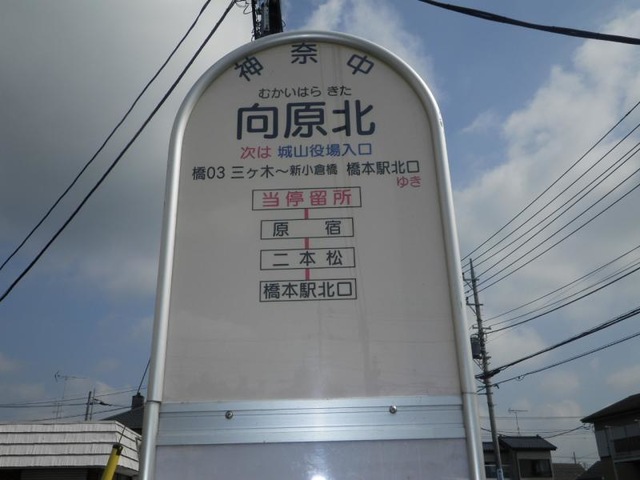 神奈中
むかいはら きた
向原北
次は 城山役場入口
橋03 三ヶ木～新小倉橋 橋本駅北口
ゆき
当停留所
原宿
二本松
橋本駅北口